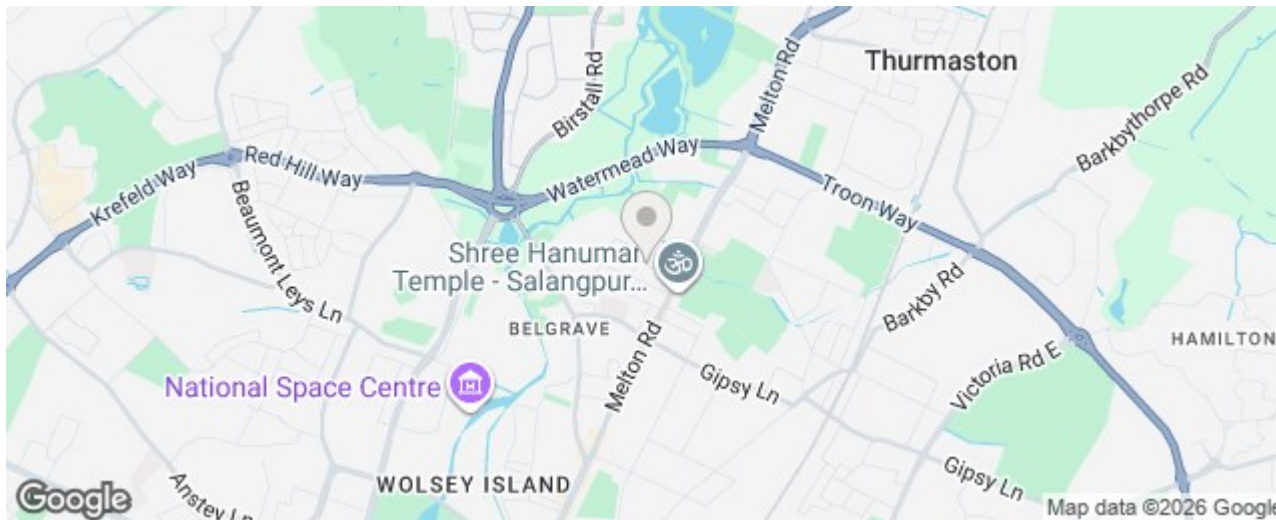 Thurmaston
Melton Rd
Birstall Rd
Barkbythorpe Rd
Watermead Way
Red Hill Way
Krefeld Way
Troon Way
Beaumont Leys Ln
Shree Hanuman
Temple - Salangpur...
Barkby Rd
BELGRAVE
HAMILTON
Melton Rd
Victoria Rd E
National Space Centre
Gipsy Ln
Gipsy Ln
WOLSEY ISLAND
Anstey Ln
Google
Map data ©2026 Google